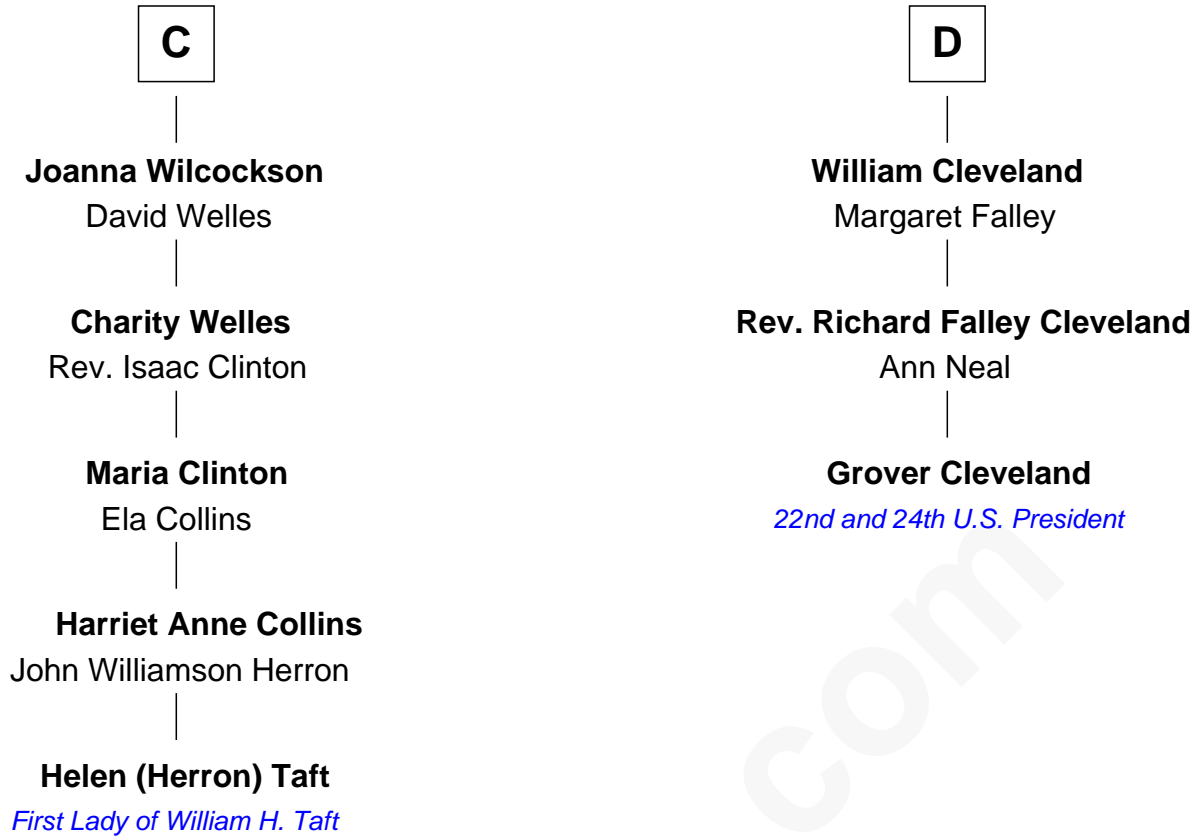 C
Joanna Wilcockson
David Welles
Charity Welles
Rev. Isaac Clinton
Maria Clinton
Ela Collins
Harriet Anne Collins
John Williamson Herron
Helen (Herron) Taft
First Lady of William H. Taft
D
William Cleveland
Margaret Falley
Rev. Richard Falley Cleveland
Ann Neal
Grover Cleveland
22nd and 24th U.S. President
com